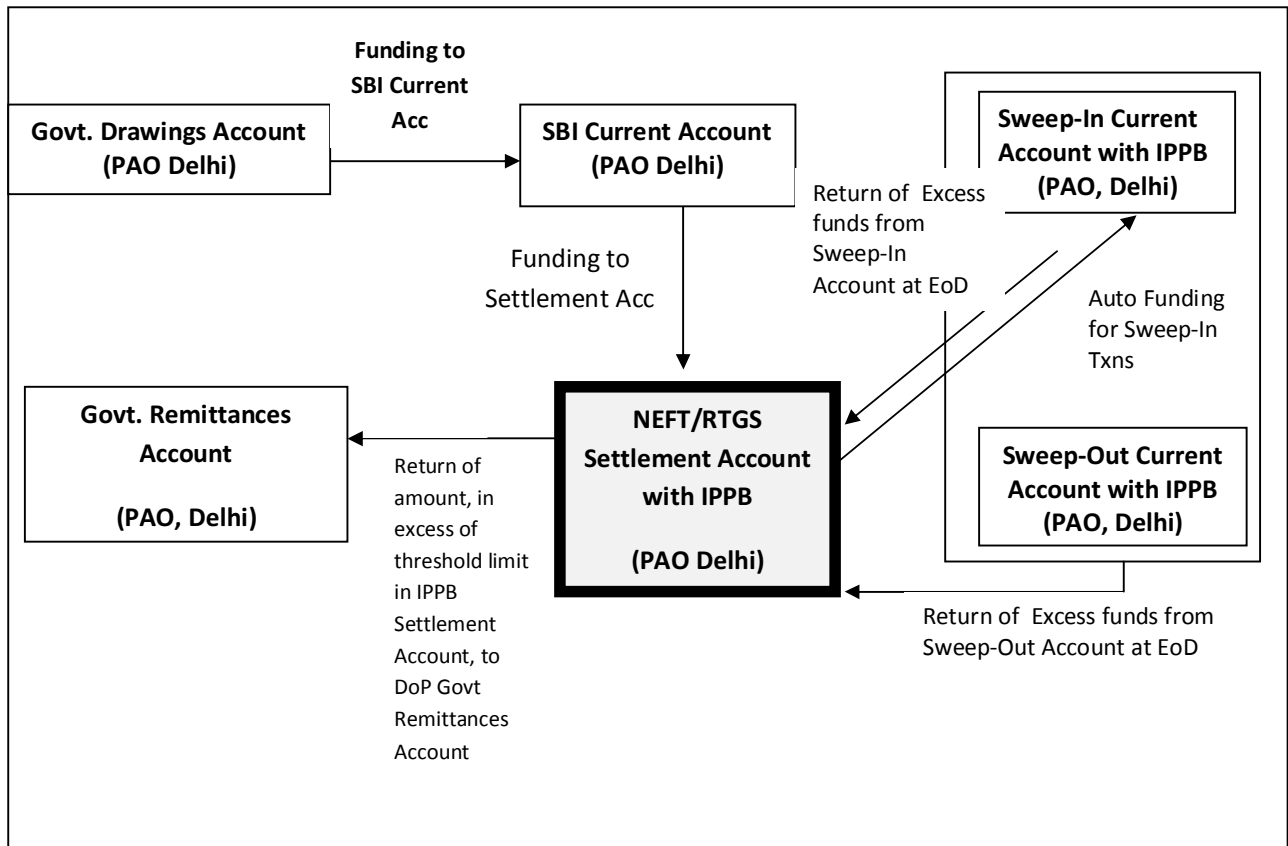 Funding to
SBI Current
Acc
Govt. Drawings Account
(PAO Delhi)
SBI Current Account
(PAO Delhi)
Sweep-In Current
Account with IPPB
(PAO, Delhi)
Return of Excess
funds from
Sweep-In
Account at EoD
Funding to
Settlement Acc
Auto Funding
for Sweep-In
Txns
Govt. Remittances
Account
(PAO, Delhi)
NEFT/RTGS
Settlement Account
with IPPB
(PAO Delhi)
Sweep-Out Current
Account with IPPB
(PAO, Delhi)
Return of
amount, in
excess of
threshold limit
in IPPB
Settlement
Account, to
DoP Govt
Remittances
Account
Return of Excess funds from
Sweep-Out Account at EoD